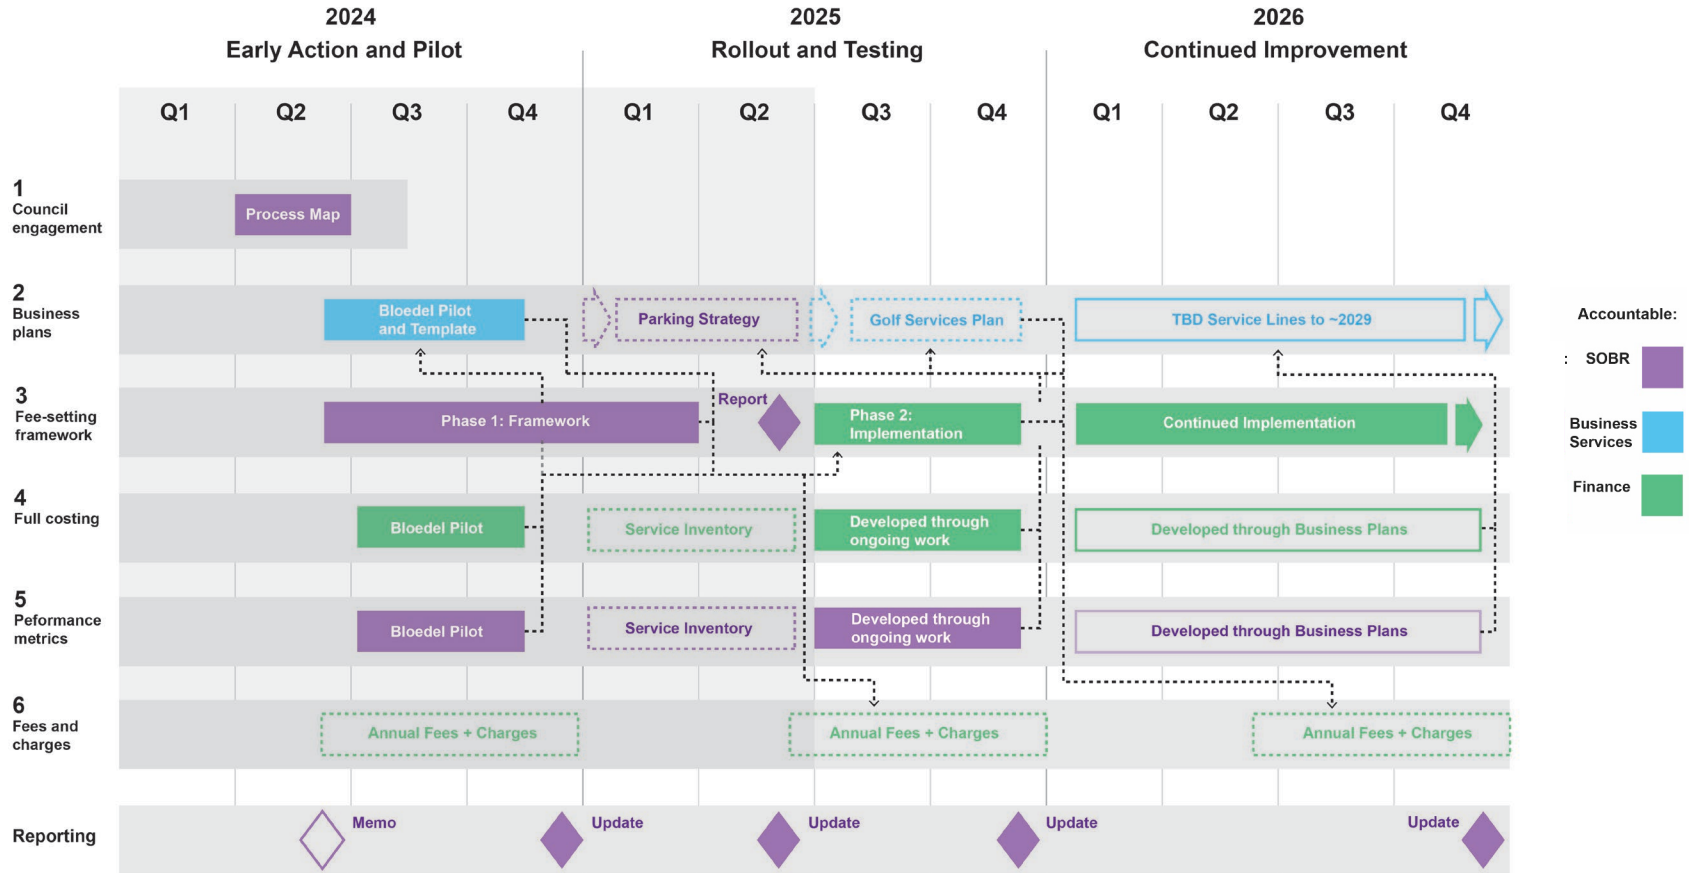 2024
Early Action and Pilot
2025
Rollout and Testing
2026
Continued Improvement
Q1
Q2
Q3
Q4
Q1
Q2
Q3
Q4
Q1
Q2
Q3
Q4
1
Council
engagement
Process Map
2
Business
plans
Bloedel Pilot
and Template
Parking Strategy
Golf Services Plan
TBD Service Lines to ~2029
3
Fee-setting
framework
Phase 1: Framework
Report
Phase 2:
Implementation
Continued Implementation
4
Full costing
Bloedel Pilot
Service Inventory
Developed through
ongoing work
Developed through Business Plans
5
Peformance
metrics
Bloedel Pilot
Service Inventory
Developed through
ongoing work
Developed through Business Plans
6
Fees and
charges
Annual Fees + Charges
Annual Fees + Charges
Annual Fees + Charges
Reporting
Memo
Update
Update
Update
Update
Accountable:
: SOBR
Business
Services
Finance